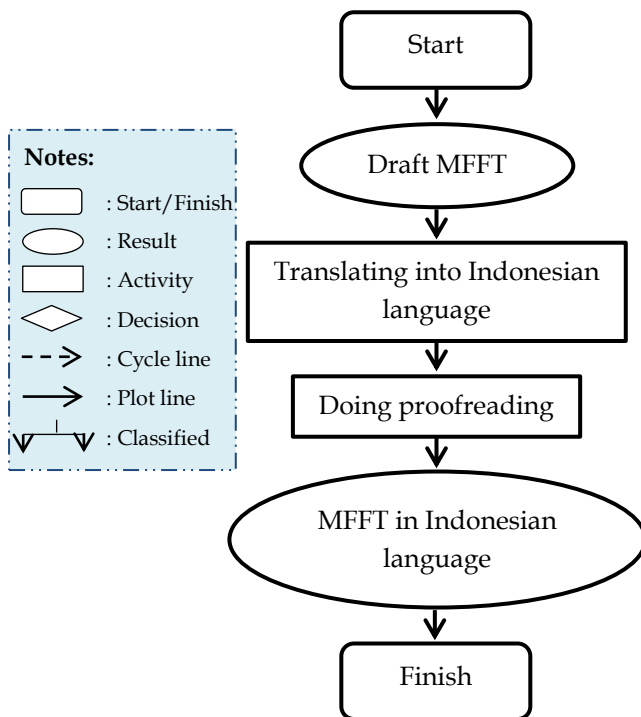 Start
Draft MFFT
Translating into Indonesian
language
Doing proofreading
MFFT in Indonesian
language
Finish
Notes:
: Start/Finish
: Result
: Activity
: Decision
: Cycle line
: Plot line
: Classified